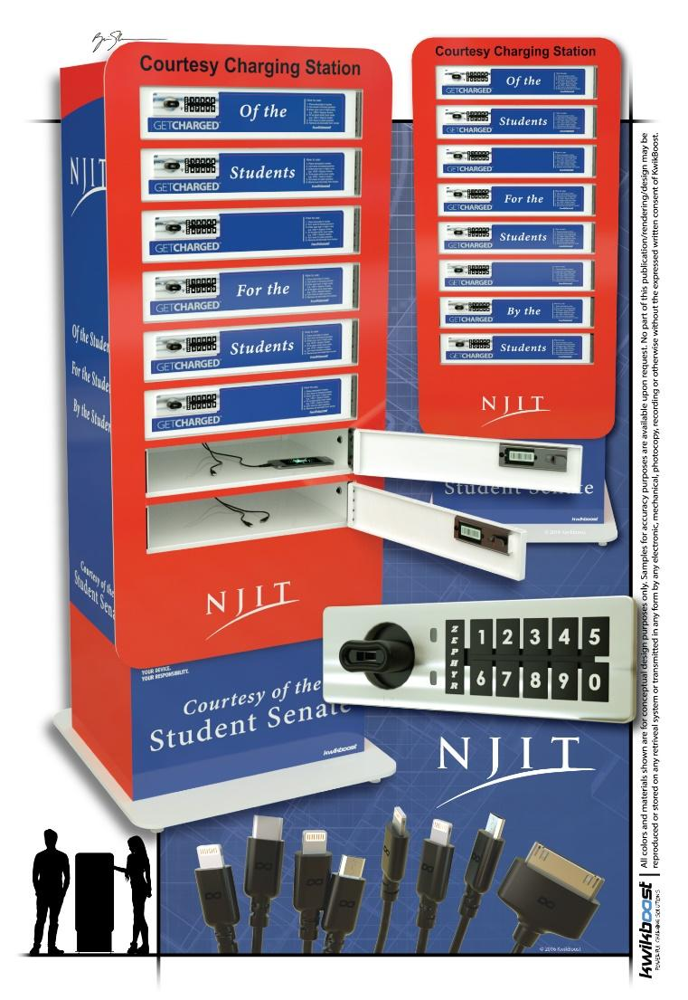 Courtesy Charging Station
Of the
GETCHARGED
Students
GETCHARGED
GETCHARGED
For the
GETCHARGED
Students
GETCHARGED
GETCHARGED
NJIT
YOUR DEVICE.
YOUR RESPONSIBILITY.
Courtesy of the
Student Senate
kwikboost
NJIT
Of the Studen
For the Stude
By the Studen
Courtesy of the
Student Sena
Courtesy Charging Station
Of the
GETCHARGED
Students
GETCHARGED
GETCHARGED
For the
GETCHARGED
Students
GETCHARGED
GETCHARGED
By the
GETCHARGED
Students
GETCHARGED
NJIT
Student Senate
kwikboost
© 2016 KwikBoost
ZEPHYR
1 2 3 4 5
6 7 8 9 0
NJIT
© 2016 KwikBoost
kwikboost
POWERFUL CHARGING SOLUTIONS
All colors and materials shown are for conceptual design purposes only. Samples for accuracy purposes are available upon request. No part of this publication/rendering/design may be
reproduced or stored on any retriveal system or transmitted in any form by any electronic, mechanical, photocopy, recording or otherwise without the expressed written consent of KwikBoost.